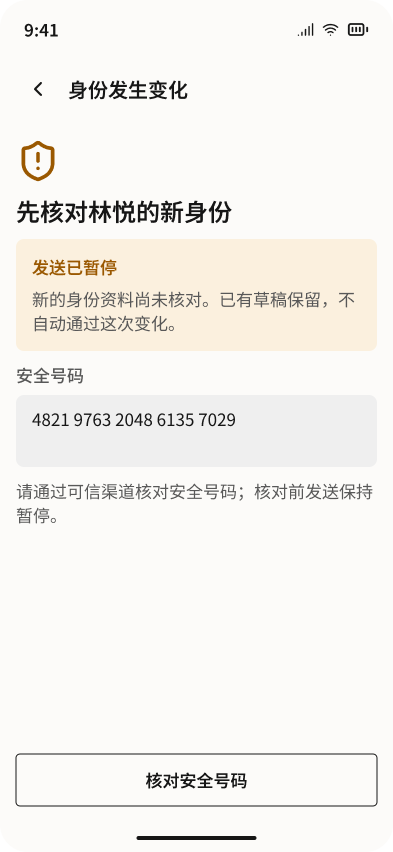 9:41
身份发生变化
先核对林悦的新身份
发送已暂停
新的身份资料尚未核对。已有草稿保留，不
自动通过这次变化。
安全号码
4821 9763 2048 6135 7029
请通过可信渠道核对安全号码；核对前发送保持
暂停。
核对安全号码